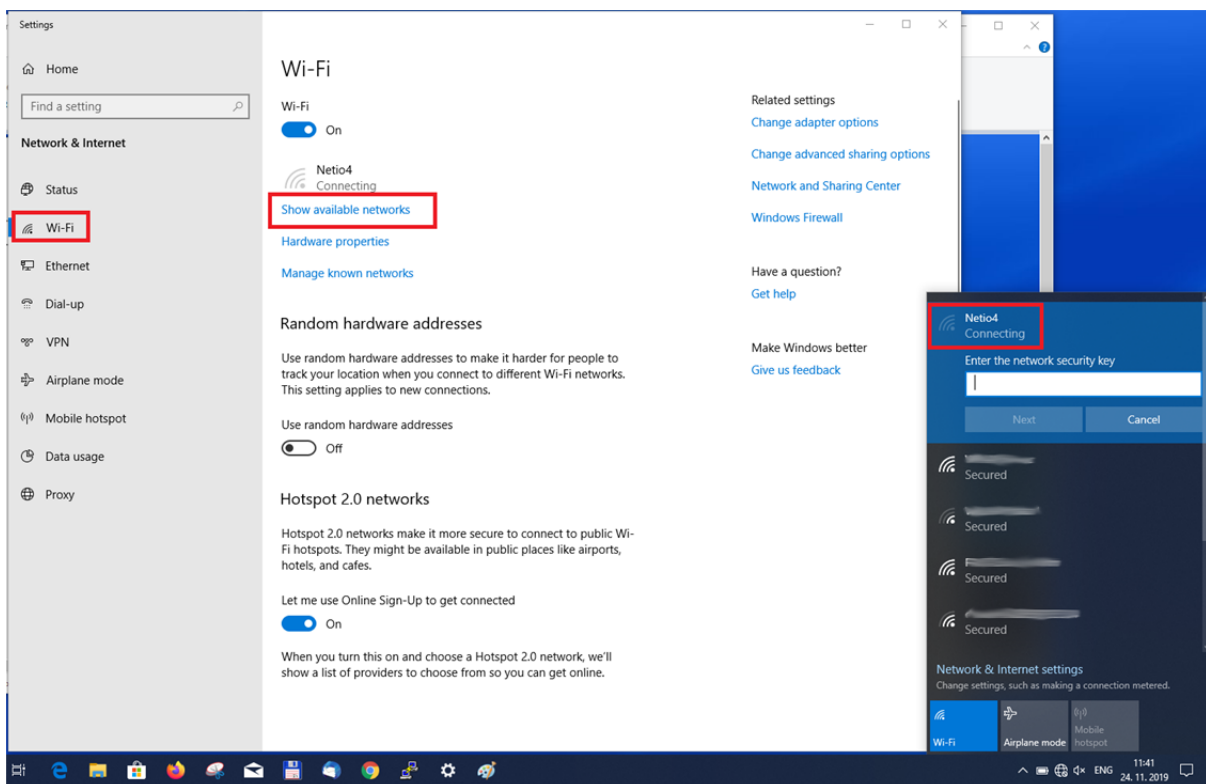 Settings
Home
Find a setting
Network & Internet
Status
Wi-Fi
Ethernet
Dial-up
VPN
Airplane mode
Mobile hotspot
Data usage
Proxy
Wi-Fi
Wi-Fi
On
Netio4
Connecting
Show available networks
Hardware properties
Manage known networks
Random hardware addresses
Use random hardware addresses to make it harder for people to
track your location when you connect to different Wi-Fi networks.
This setting applies to new connections.
Use random hardware addresses
Off
Hotspot 2.0 networks
Hotspot 2.0 networks make it more secure to connect to public Wi-
Fi hotspots. They might be available in public places like airports,
hotels, and cafes.
Let me use Online Sign-Up to get connected
On
When you turn this on and choose a Hotspot 2.0 network, we'll
show a list of providers to choose from so you can get online.
Related settings
Change adapter options
Change advanced sharing options
Network and Sharing Center
Windows Firewall
Have a question?
Get help
Make Windows better
Give us feedback
Netio4
Connecting
Enter the network security key
Next Cancel
Secured
Secured
Secured
Secured
Network & Internet settings
Change settings, such as making a connection metered.
Wi-Fi
Airplane mode
Mobile
hotspot
ENG
11:41
24. 11. 2019